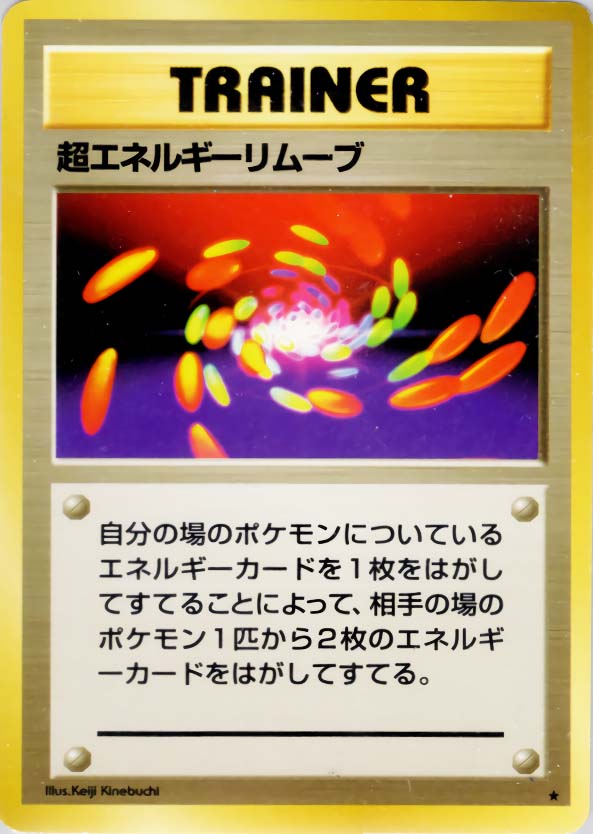 TRAINER
超エネルギーリムーブ
自分の場のポケモンについている
エネルギーカードを１枚をはがし
てすてることによって、相手の場の
ポケモン１匹から２枚のエネルギ
ーカードをはがしてすてる。
Illus.Keiji Kinebuchi